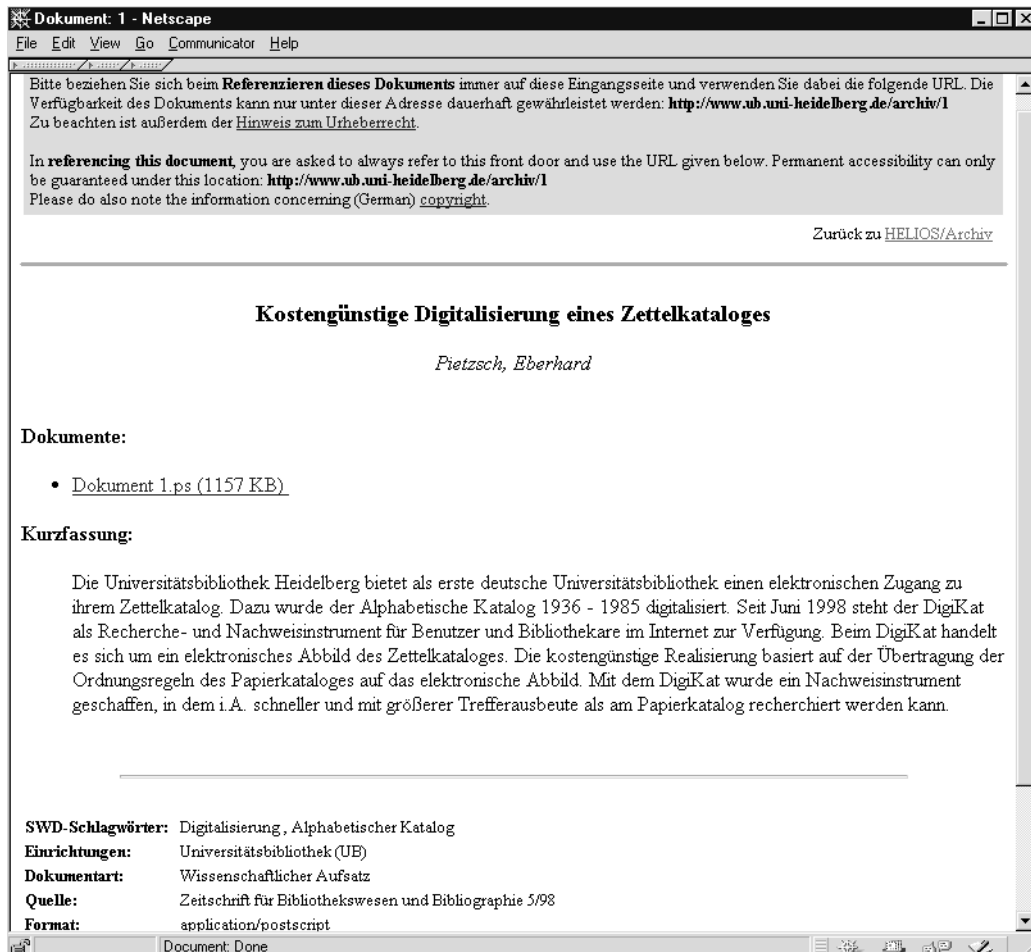 Dokument: 1 - Netscape
File Edit View Go Communicator Help
Bitte beziehen Sie sich beim Referenzieren dieses Dokuments immer auf diese Eingangsseite und verwenden Sie dabei die folgende URL. Die
Verfügbarkeit des Dokuments kann nur unter dieser Adresse dauerhaft gewährleistet werden: http://www.ub.uni-heidelberg.de/archiv/1
Zu beachten ist außerdem der Hinweis zum Urheberrecht.
In referencing this document, you are asked to always refer to this front door and use the URL given below. Permanent accessibility can only
be guaranteed under this location: http://www.ub.uni-heidelberg.de/archiv/1
Please do also note the information concerning (German) copyright.
Zurück zu HELIOS/Archiv
Kostengünstige Digitalisierung eines Zettelkataloges
Pietzsch, Eberhard
Dokumente:
• Dokument 1.ps (1157 KB)
Kurzfassung:
Die Universitätsbibliothek Heidelberg bietet als erste deutsche Universitätsbibliothek einen elektronischen Zugang zu
ihrem Zettelkatalog. Dazu wurde der Alphabetische Katalog 1936 - 1985 digitalisiert. Seit Juni 1998 steht der DigiKat
als Recherche- und Nachweisinstrument für Benutzer und Bibliothekare im Internet zur Verfügung. Beim DigiKat handelt
es sich um ein elektronisches Abbild des Zettelkataloges. Die kostengünstige Realisierung basiert auf der Übertragung der
Ordnungsregeln des Papierkataloges auf das elektronische Abbild. Mit dem DigiKat wurde ein Nachweisinstrument
geschaffen, in dem i.A. schneller und mit größerer Trefferausbeute als am Papierkatalog recherchiert werden kann.
SWD-Schlagwörter: Digitalisierung , Alphabetischer Katalog
Einrichtungen: Universitätsbibliothek (UB)
Dokumentart: Wissenschaftlicher Aufsatz
Quelle: Zeitschrift für Bibliothekswesen und Bibliographie 5/98
Format: application/postscript
Document: Done